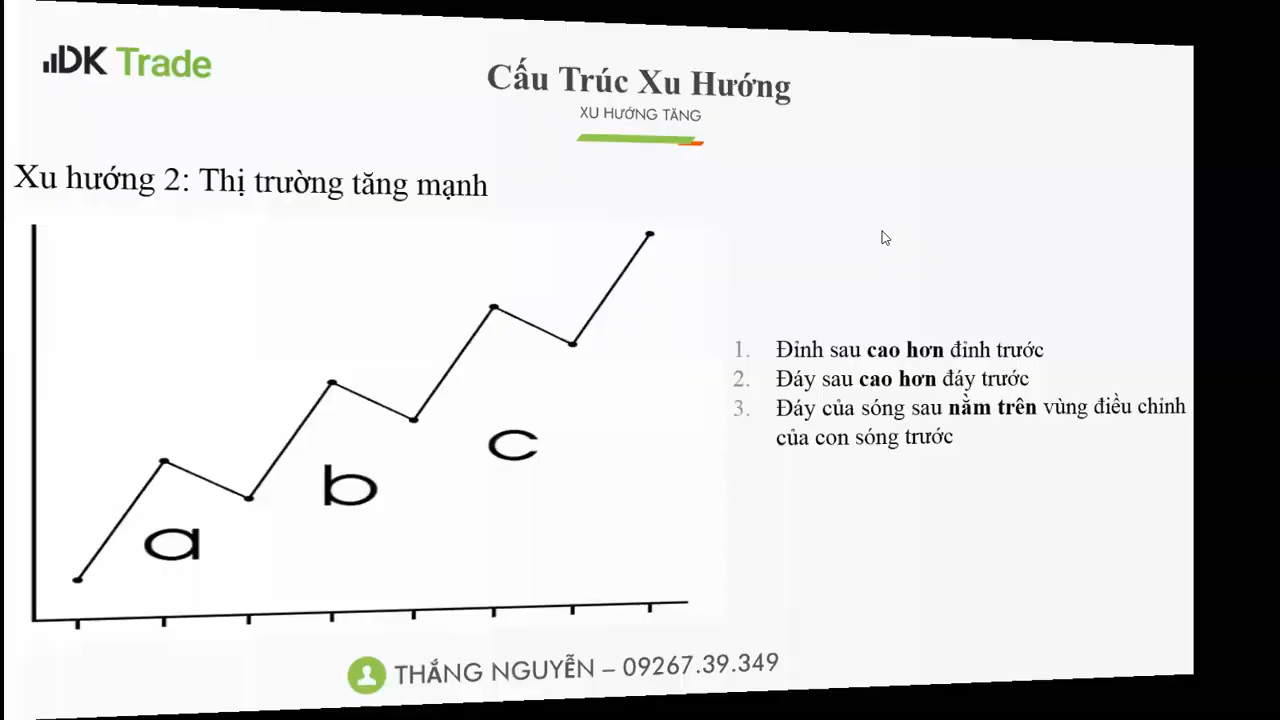 DK Trade
Cấu Trúc Xu Hướng
XU HƯỚNG TĂNG
Xu hướng 2: Thị trường tăng mạnh
1. Đỉnh sau cao hơn đỉnh trước
2. Đáy sau cao hơn đáy trước
3. Đáy của sóng sau nằm trên vùng điều chỉnh
của con sóng trước
c
b
a
THẮNG NGUYỄN – 09267.39.349